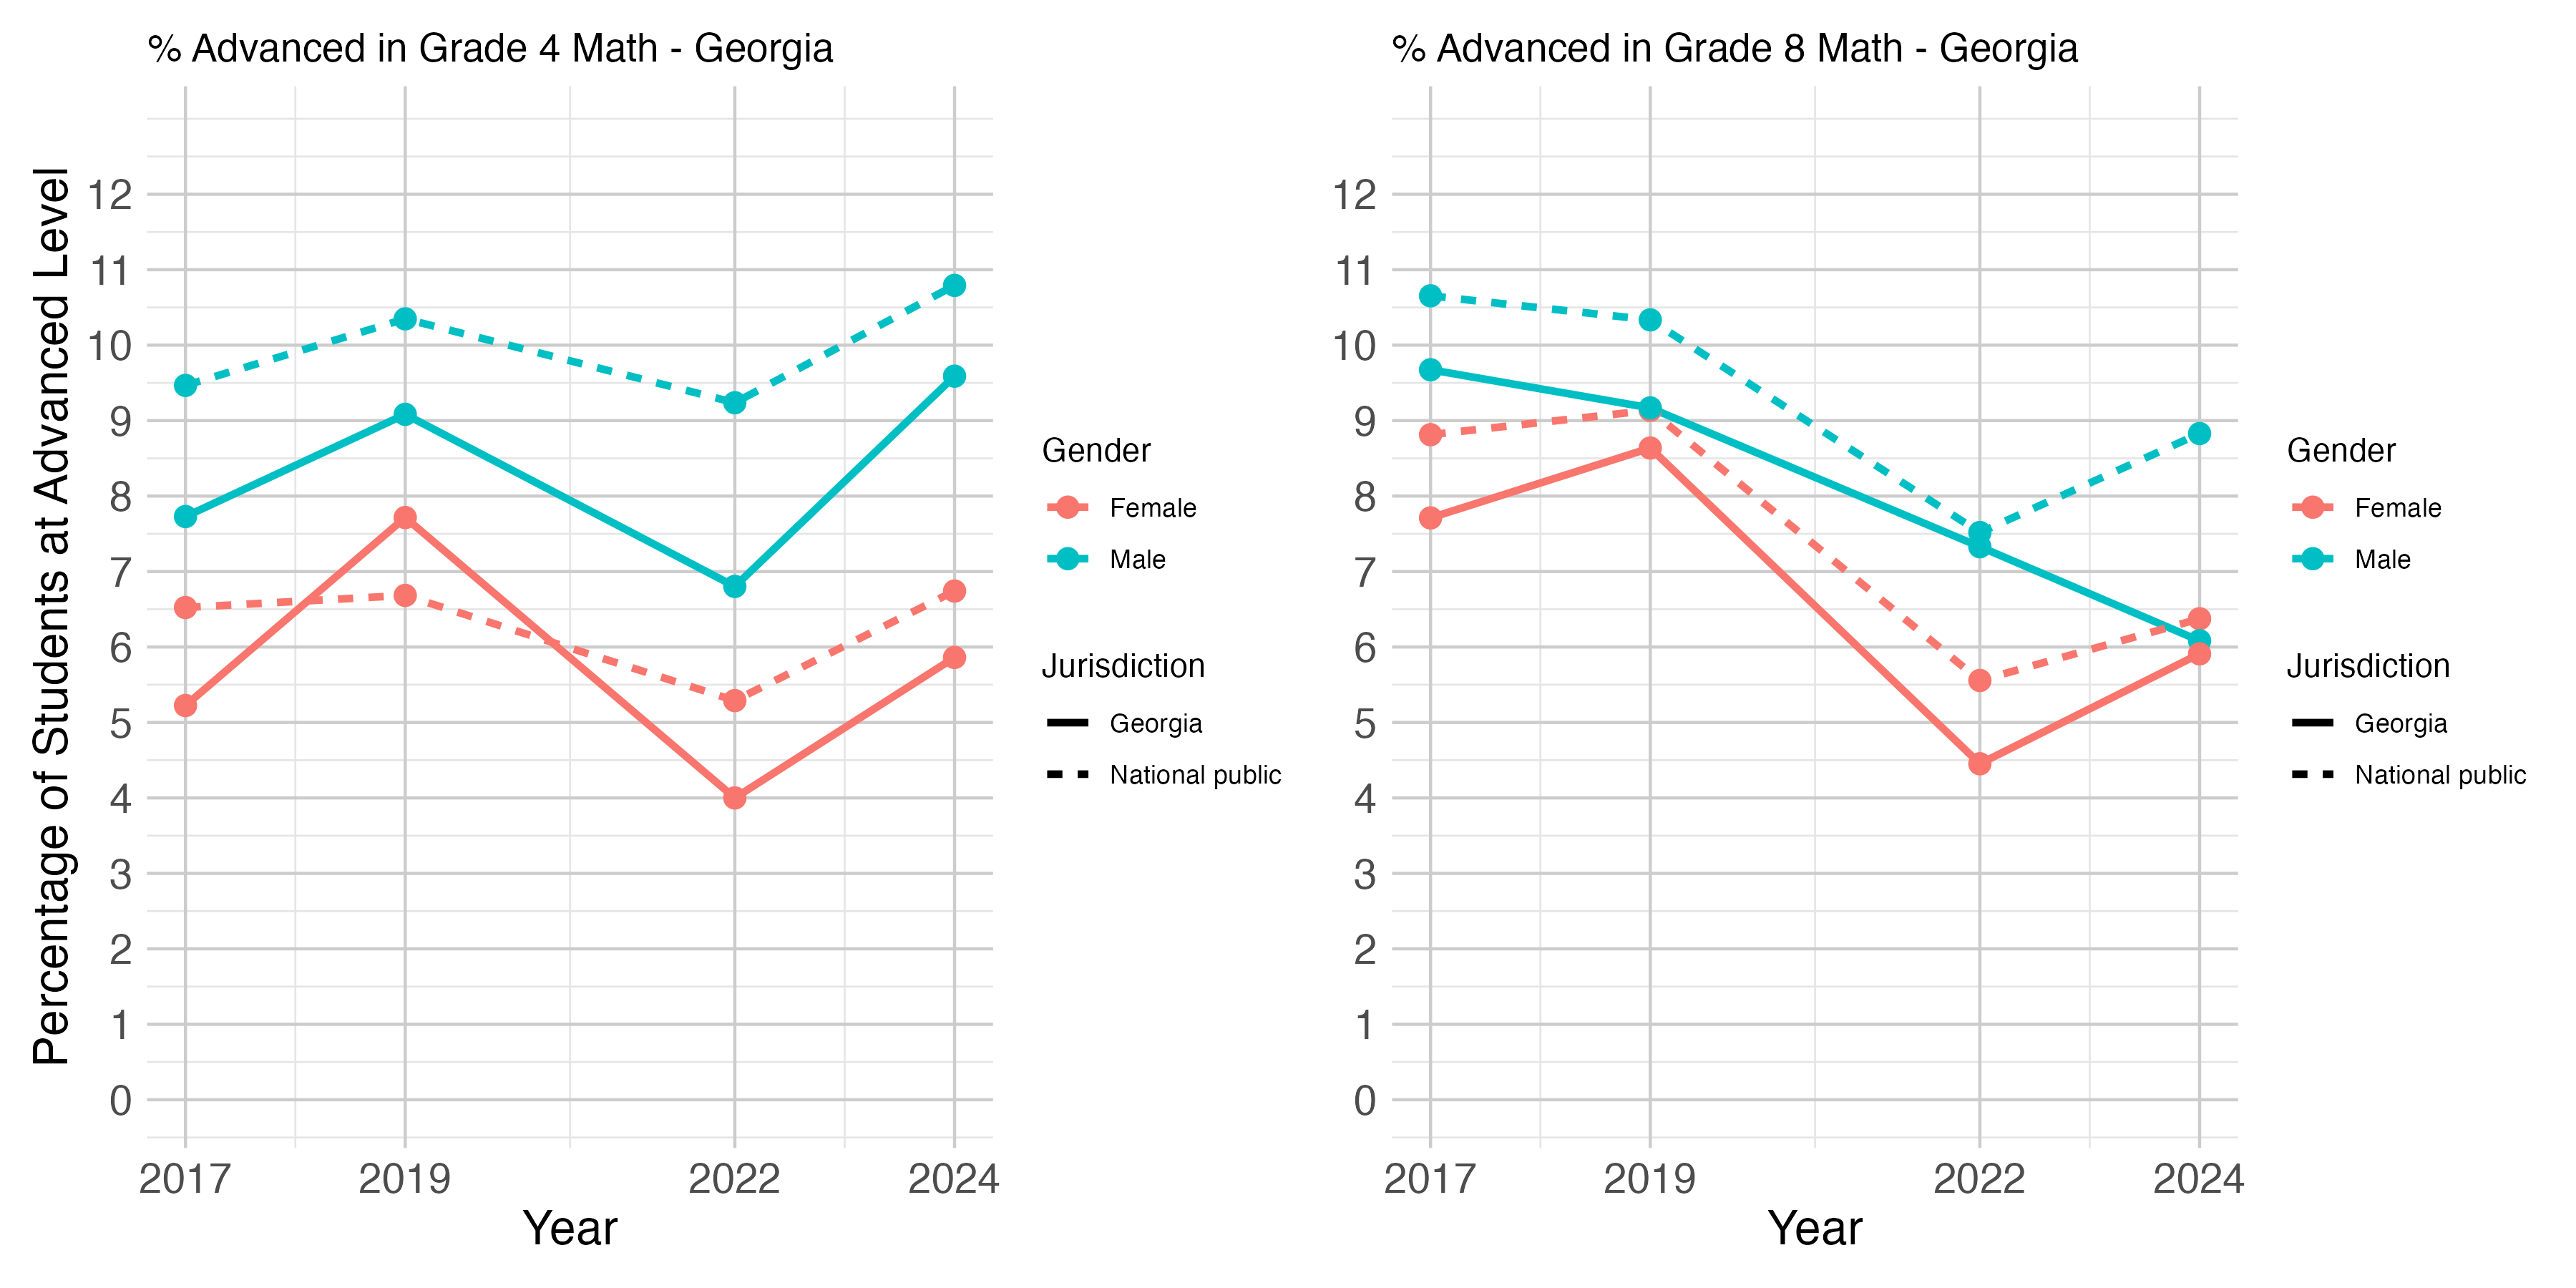 % Advanced in Grade 4 Math - Georgia
Percentage of Students at Advanced Level
12
11
10
9
8
7
6
5
4
3
2
1
0
2017 2019 2022 2024
Year
Gender
Female
Male
Jurisdiction
Georgia
National public
% Advanced in Grade 8 Math - Georgia
12
11
10
9
8
7
6
5
4
3
2
1
0
2017 2019 2022 2024
Year
Gender
Female
Male
Jurisdiction
Georgia
National public